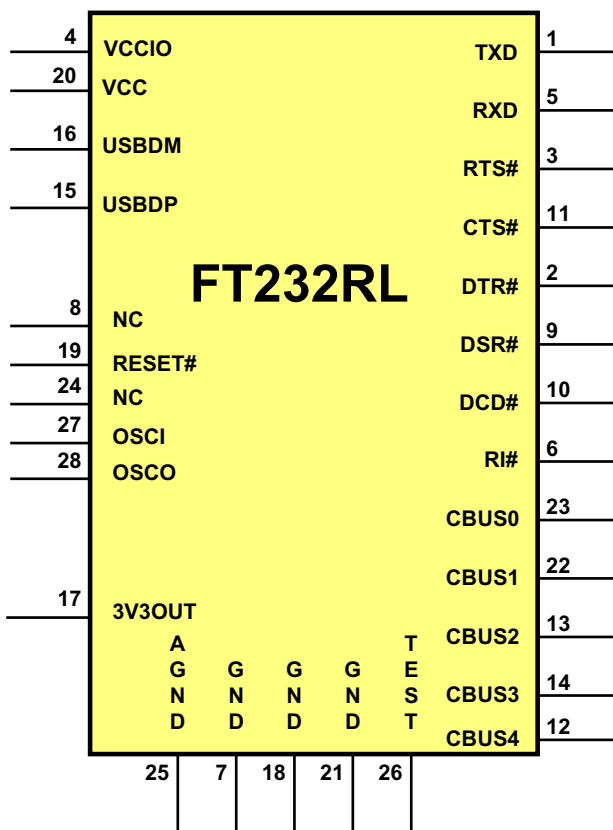 4 VCCIO
20 VCC
16 USBDM
15 USBDP
8 NC
19 RESET#
24 NC
27 OSCI
28 OSCO
17 3V3OUT
FT232RL
TXD 1
RXD 5
RTS# 3
CTS# 11
DTR# 2
DSR# 9
DCD# 10
RI# 6
CBUS0 23
CBUS1 22
CBUS2 13
CBUS3 14
CBUS4 12
AGND
GND
GND
GND
TEST
25 7 18 21 26